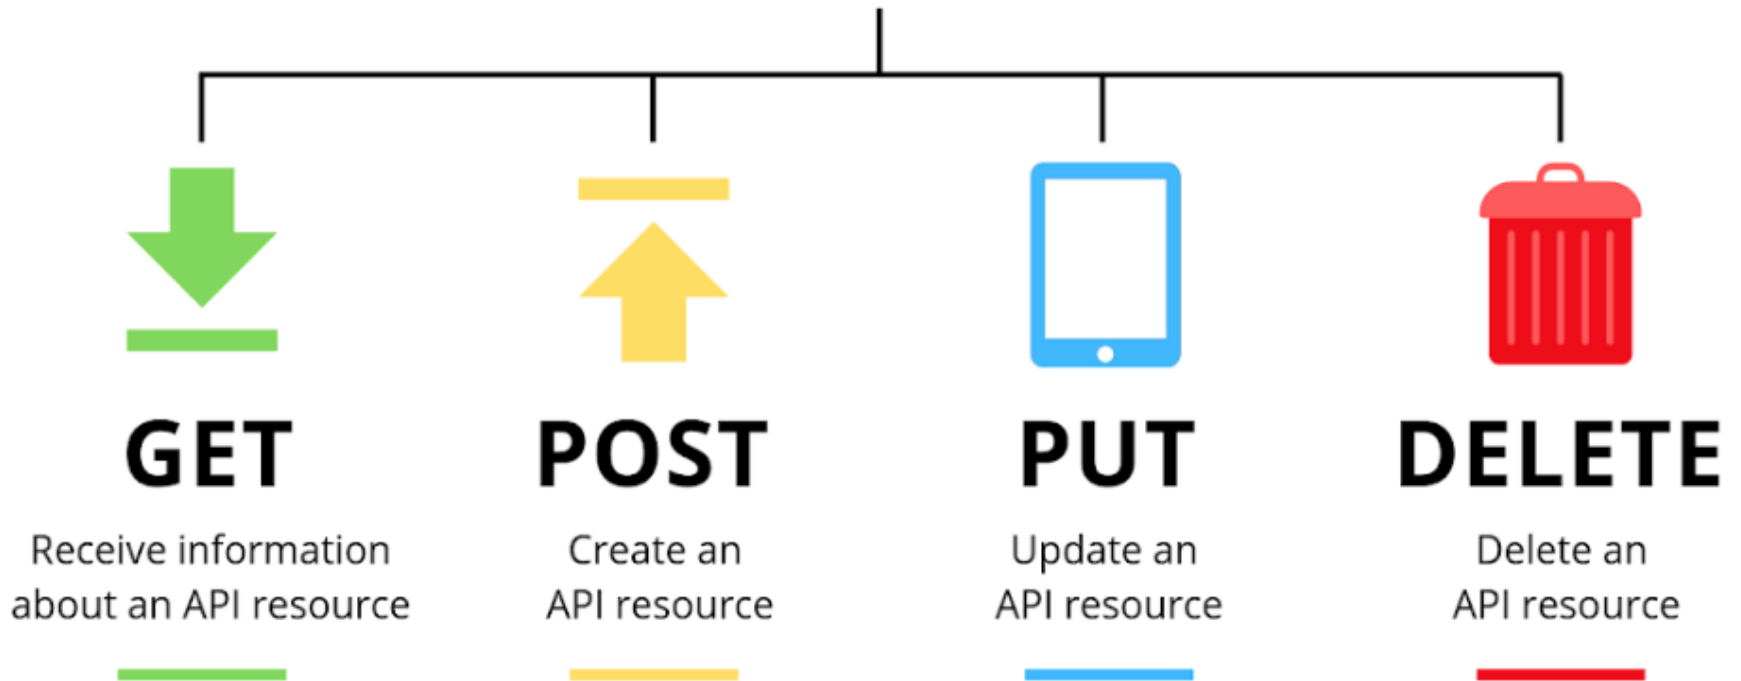 GET
Receive information
about an API resource
POST
Create an
API resource
PUT
Update an
API resource
DELETE
Delete an
API resource